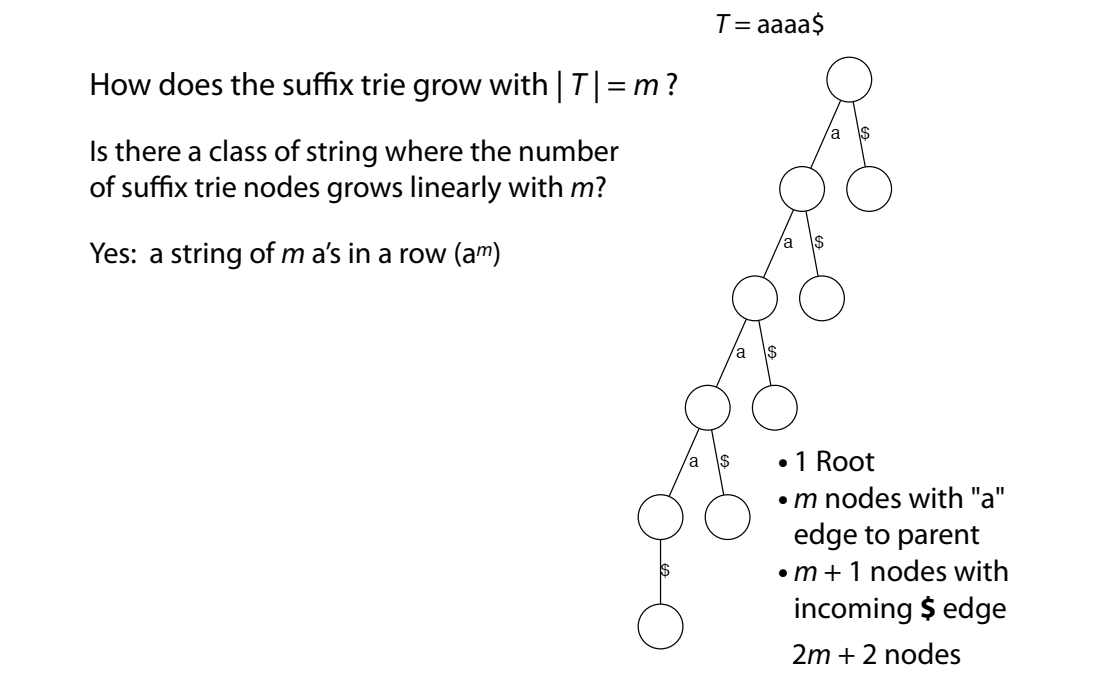 T = aaaa$
How does the suffix trie grow with | T | = m ?
Is there a class of string where the number
of suffix trie nodes grows linearly with m?
Yes: a string of m a’s in a row (aᵐ)
a $
a $
a $
a $
$
• 1 Root
• m nodes with "a"
edge to parent
• m + 1 nodes with
incoming $ edge
2m + 2 nodes